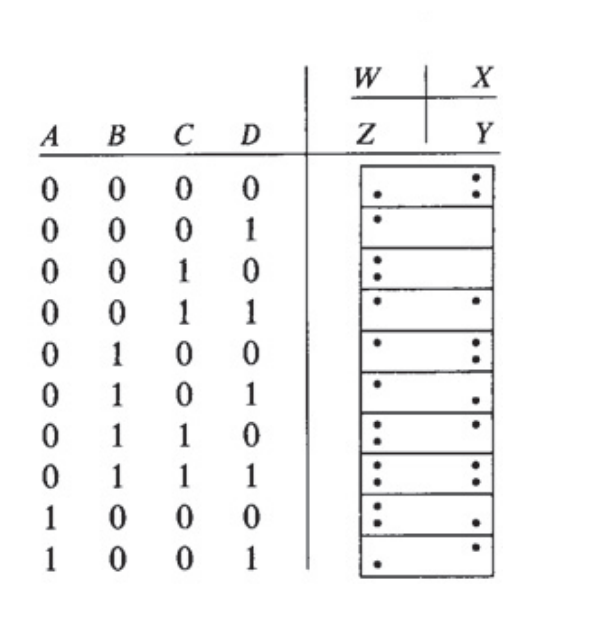 W X
A B C D Z Y
0 0 0 0
0 0 0 1
0 0 1 0
0 0 1 1
0 1 0 0
0 1 0 1
0 1 1 0
0 1 1 1
1 0 0 0
1 0 0 1